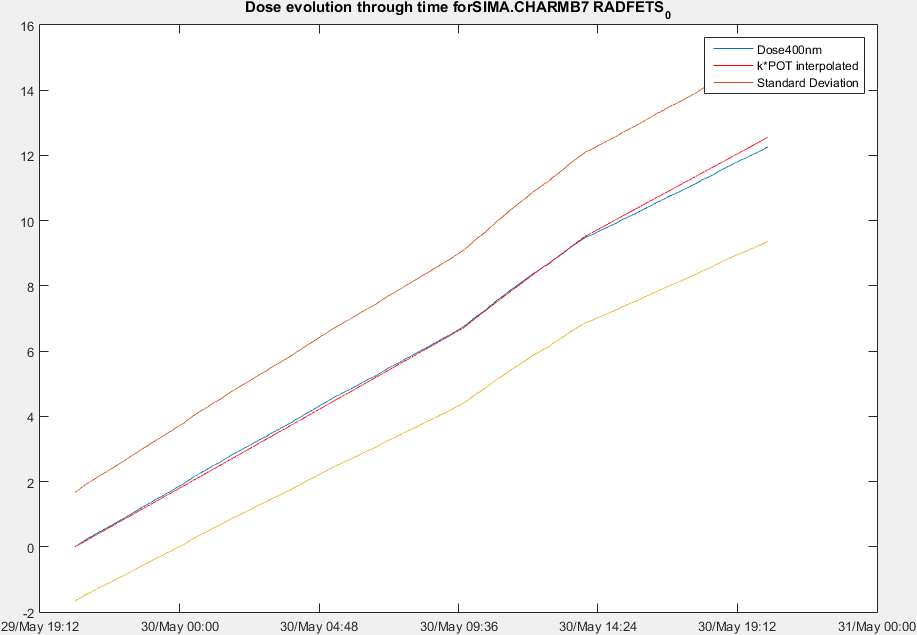 Dose evolution through time forSIMA.CHARMB7 RADFETS0
16
14
12
10
8
6
4
2
0
-2
Dose400nm
k*POT interpolated
Standard Deviation
29/May 19:12 30/May 00:00 30/May 04:48 30/May 09:36 30/May 14:24 30/May 19:12 31/May 00:00